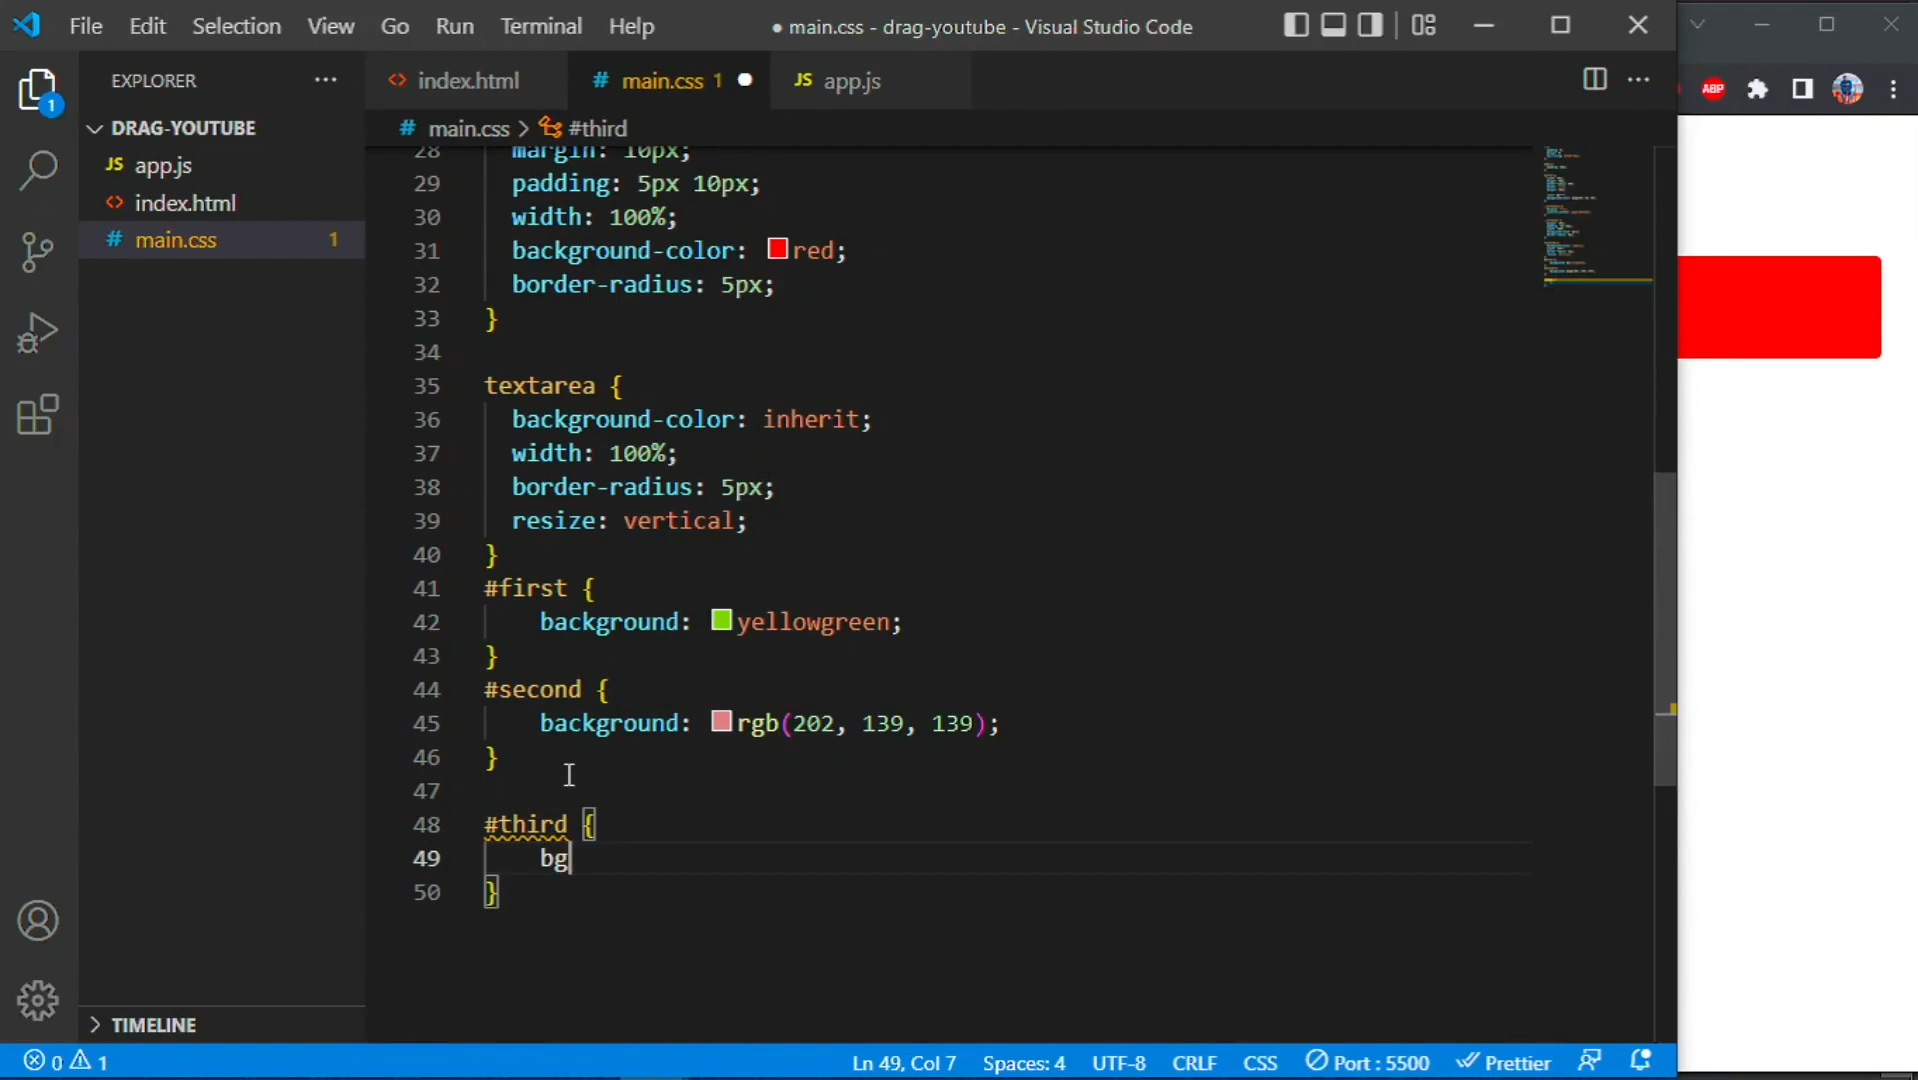 File Edit Selection View Go Run Terminal Help ● main.css - drag-youtube - Visual Studio Code
EXPLORER ···
<> index.html # main.css 1 ● JS app.js
ABP
DRAG-YOUTUBE
# main.css > #third
JS app.js
<> index.html
# main.css 1
28 margin: 10px;
29 padding: 5px 10px;
30 width: 100%;
31 background-color: red;
32 border-radius: 5px;
33 }
34
35 textarea {
36 background-color: inherit;
37 width: 100%;
38 border-radius: 5px;
39 resize: vertical;
40 }
41 #first {
42 background: yellowgreen;
43 }
44 #second {
45 background: rgb(202, 139, 139);
46 }
47
48 #third {
49 bg
50 }
1
TIMELINE
0 1 Ln 49, Col 7 Spaces: 4 UTF-8 CRLF CSS Port : 5500 Prettier